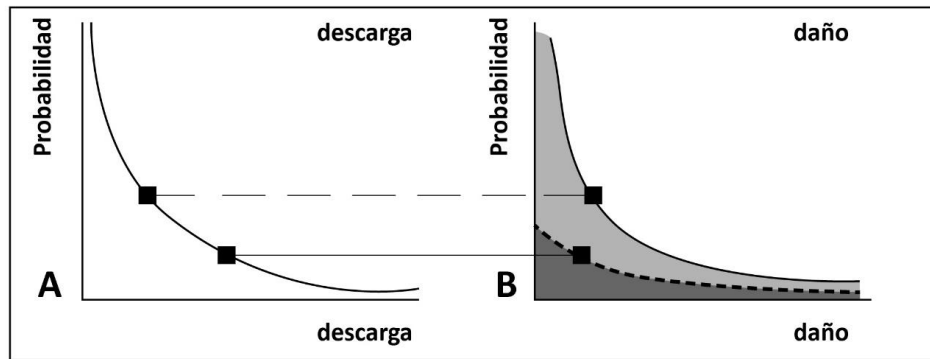 descarga
Probabilidad
A
descarga
daño
Probabilidad
B
daño